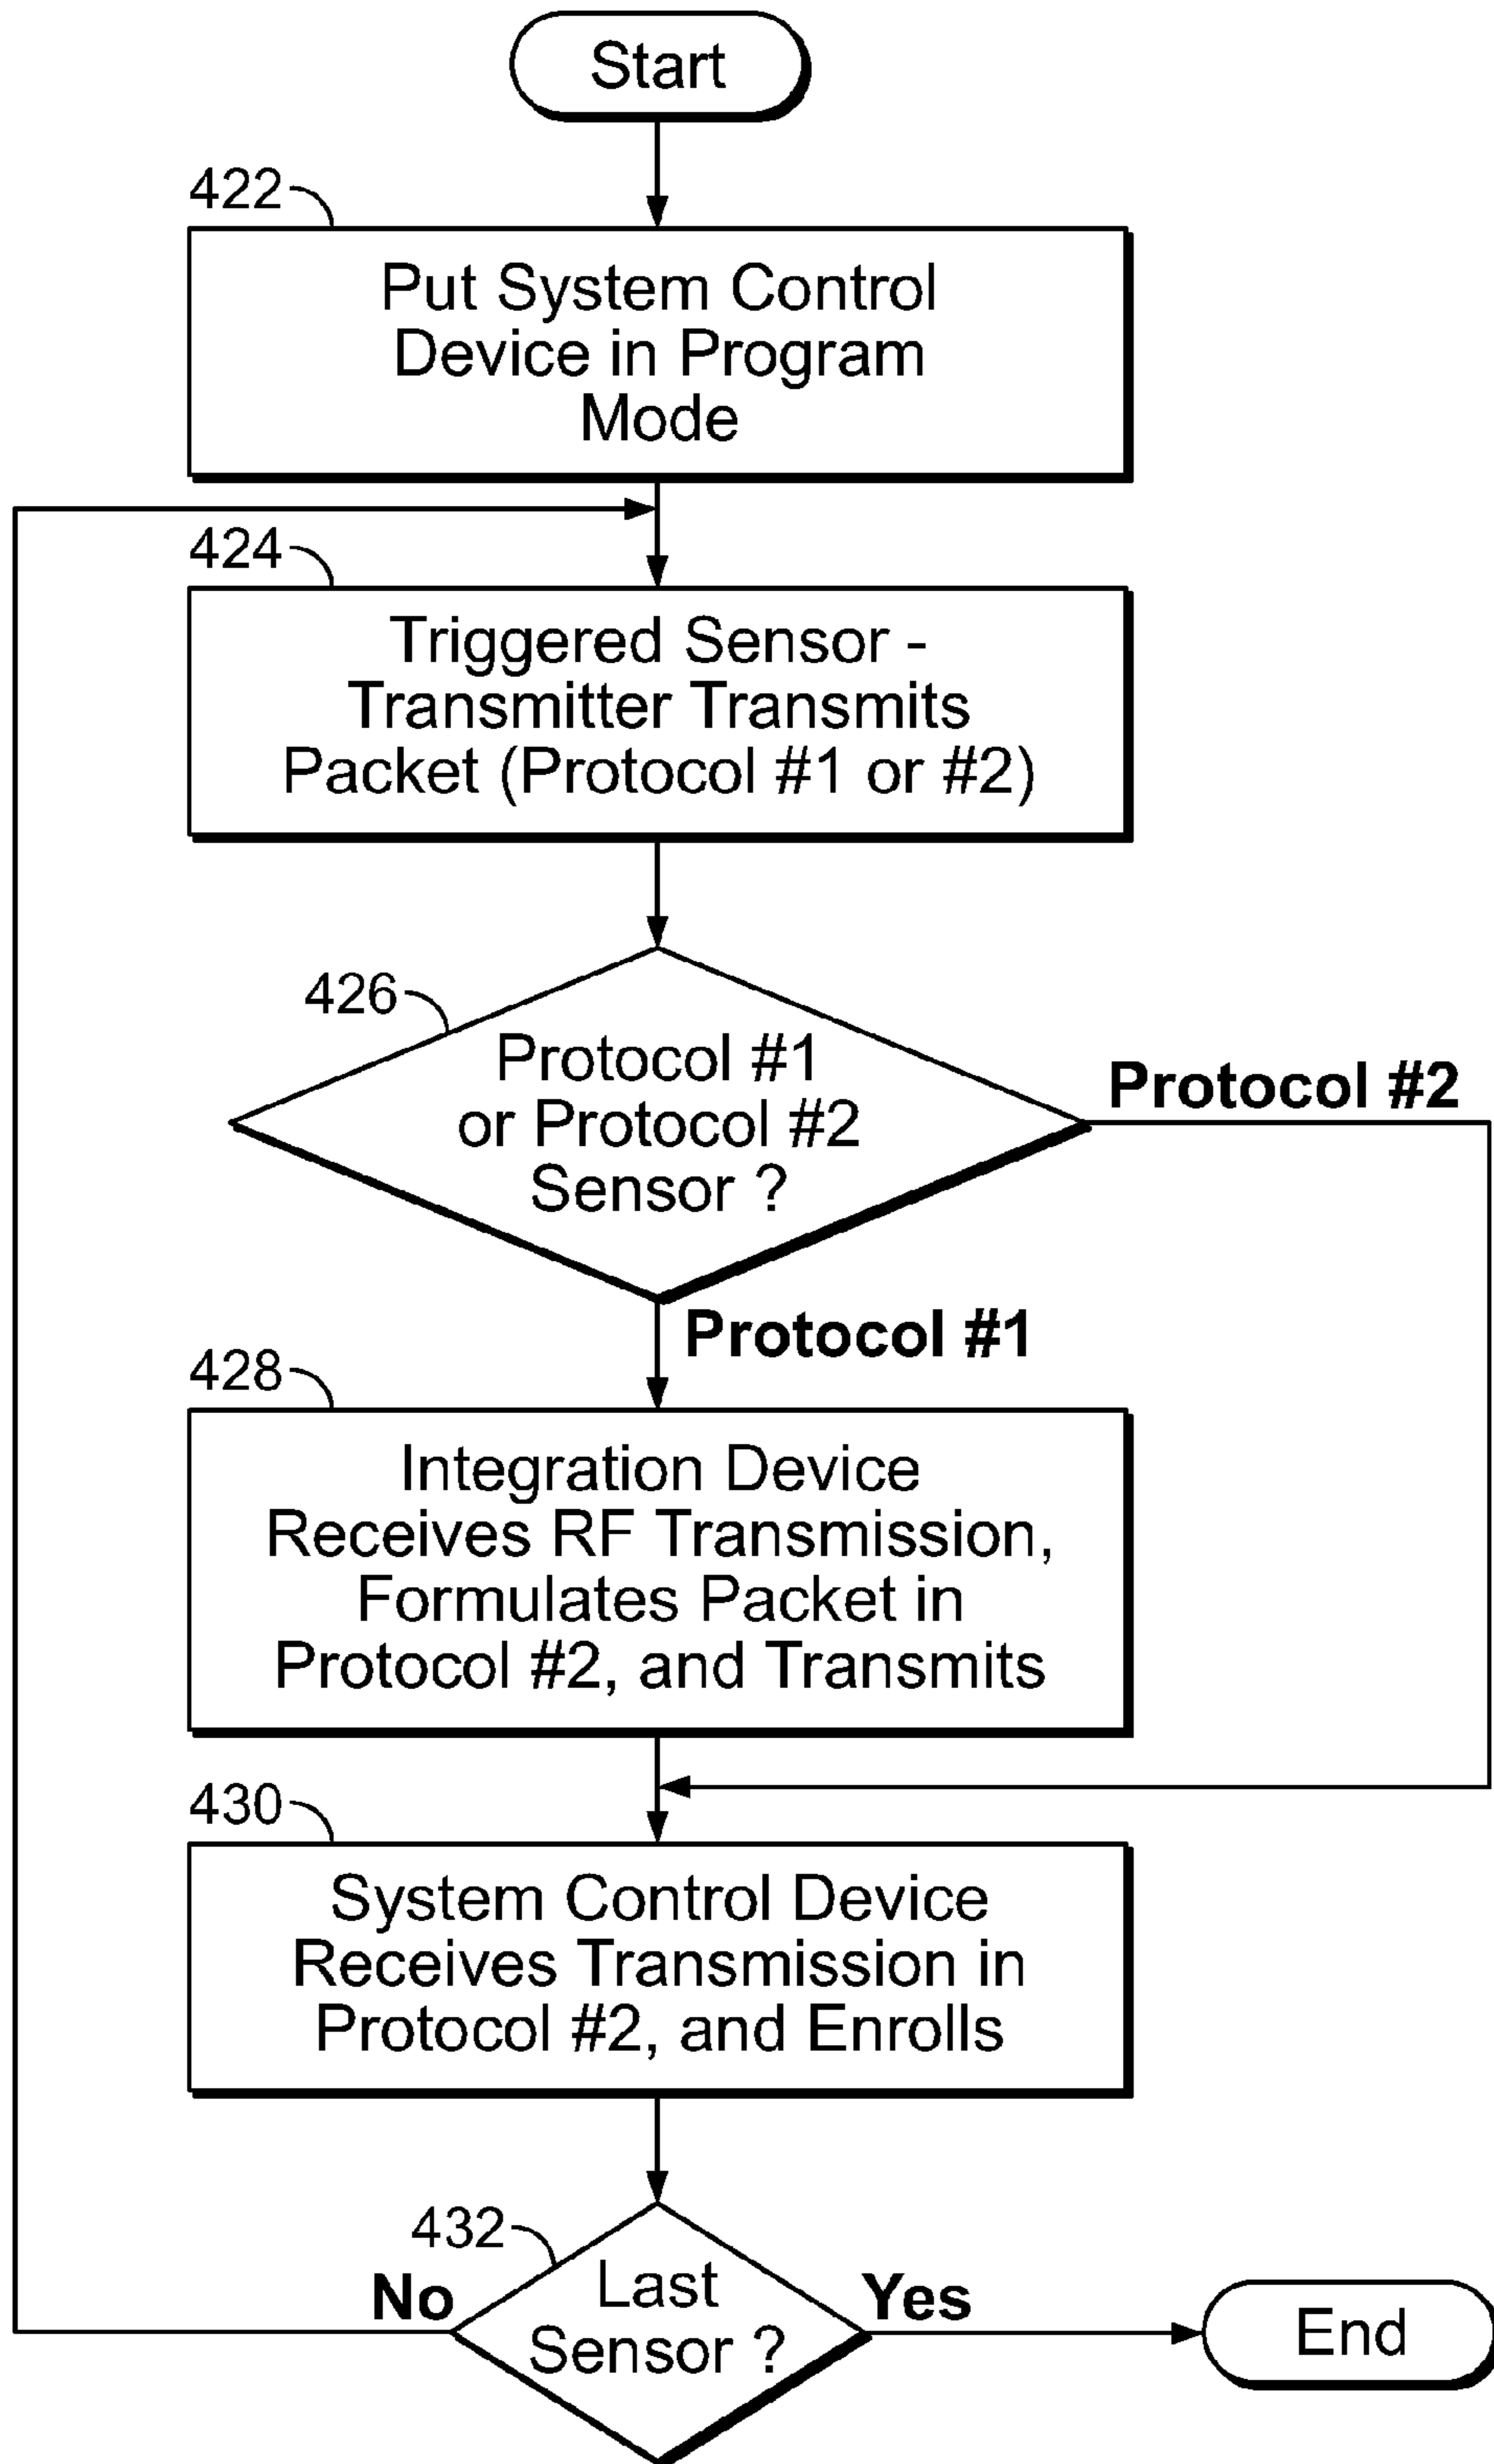 Start
422
Put System Control
Device in Program
Mode
424
Triggered Sensor -
Transmitter Transmits
Packet (Protocol #1 or #2)
426
Protocol #1
or Protocol #2
Sensor ?
Protocol #2
Protocol #1
428
Integration Device
Receives RF Transmission,
Formulates Packet in
Protocol #2, and Transmits
430
System Control Device
Receives Transmission in
Protocol #2, and Enrolls
432
No
Last
Sensor ?
Yes
End